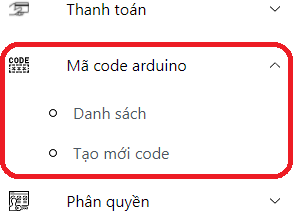 Thanh toán
CODE
Mã code arduino
Danh sách
Tạo mới code
Phân quyền